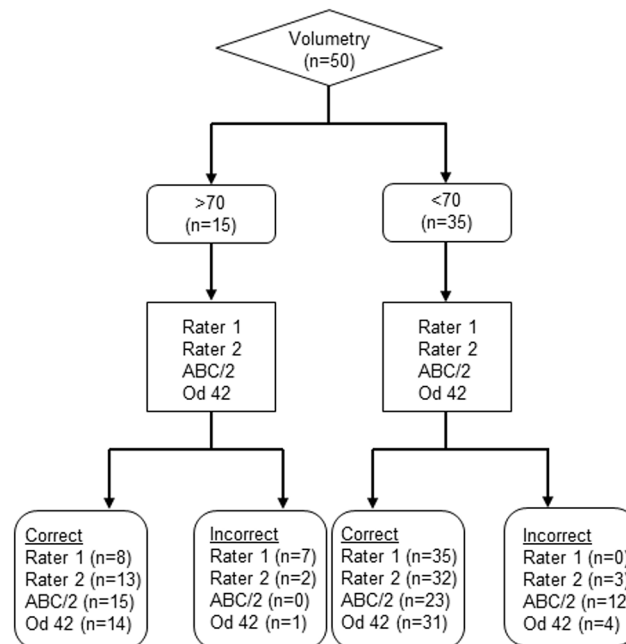 Volumetry
(n=50)
>70
(n=15)
<70
(n=35)
Rater 1
Rater 2
ABC/2
Od 42
Rater 1
Rater 2
ABC/2
Od 42
Correct
Rater 1 (n=8)
Rater 2 (n=13)
ABC/2 (n=15)
Od 42 (n=14)
Incorrect
Rater 1 (n=7)
Rater 2 (n=2)
ABC/2 (n=0)
Od 42 (n=1)
Correct
Rater 1 (n=35)
Rater 2 (n=32)
ABC/2 (n=23)
Od 42 (n=31)
Incorrect
Rater 1 (n=0)
Rater 2 (n=3)
ABC/2 (n=12)
Od 42 (n=4)